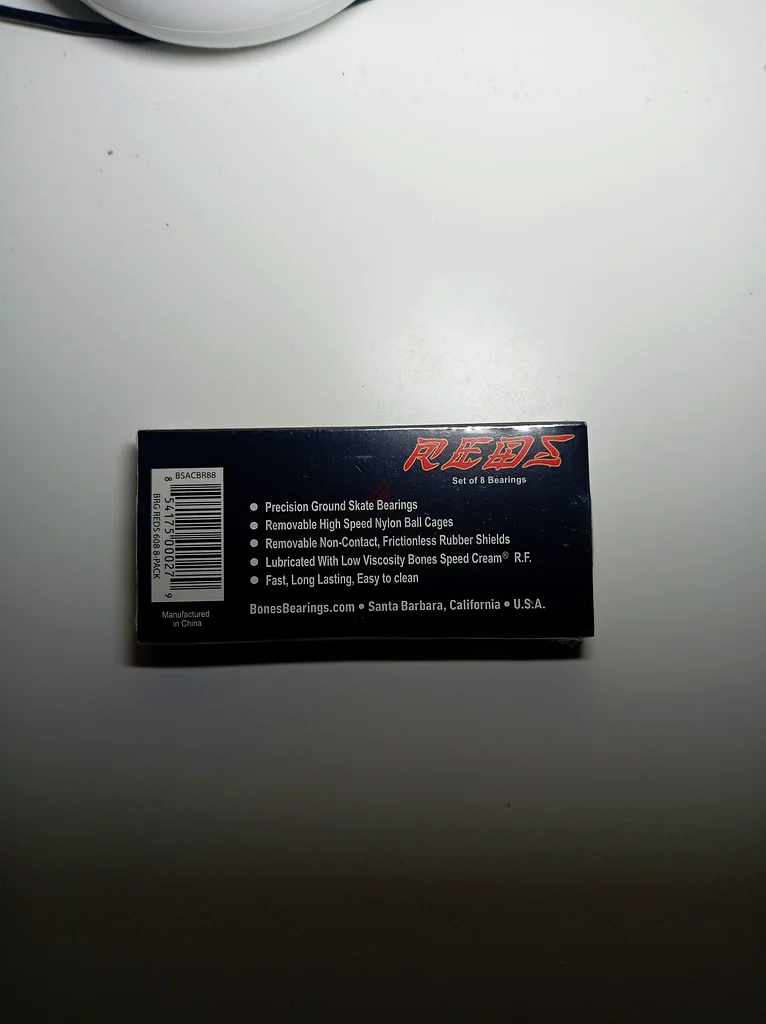 REDS
Set of 8 Bearings
BSACBR88
8 54175 00027 9
BRG REDS 608 8-PACK
Manufactured
in China
● Precision Ground Skate Bearings
● Removable High Speed Nylon Ball Cages
● Removable Non-Contact, Frictionless Rubber Shields
● Lubricated With Low Viscosity Bones Speed Cream® R.F.
● Fast, Long Lasting, Easy to clean
BonesBearings.com • Santa Barbara, California • U.S.A.